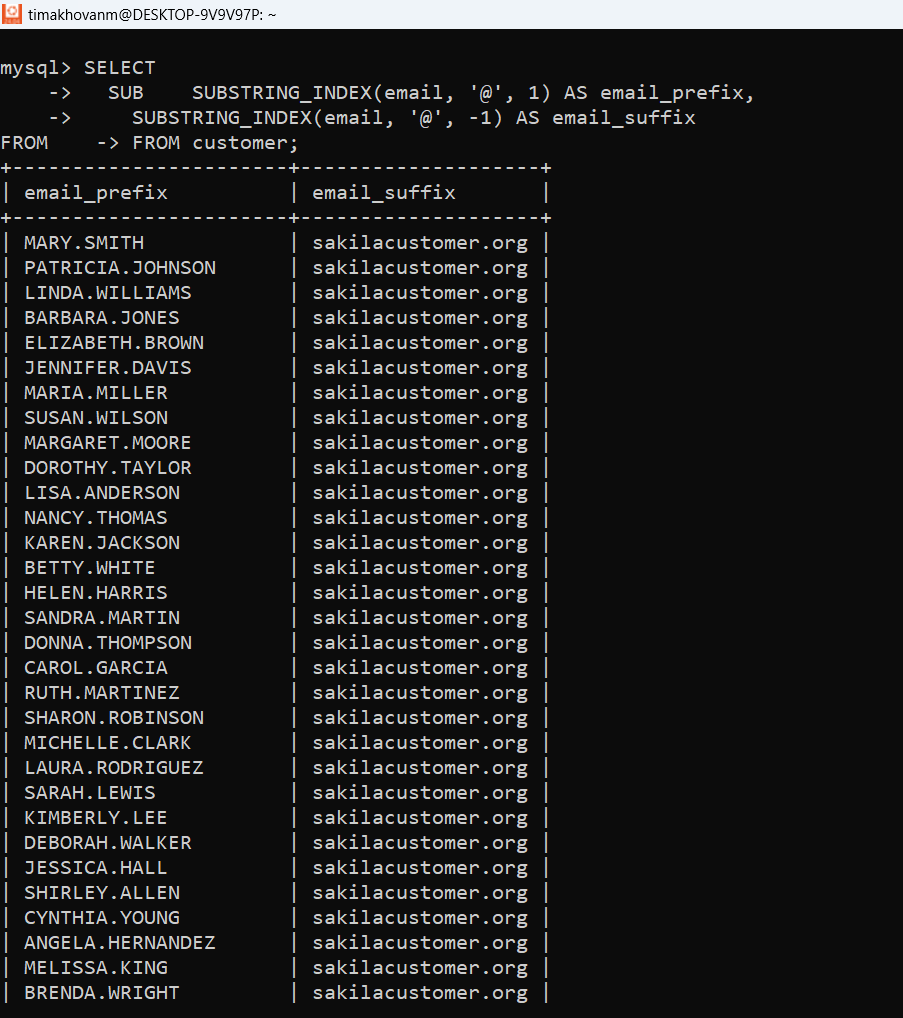 timakhovanm@DESKTOP-9V9V97P: ~
mysql> SELECT
    ->   SUB    SUBSTRING_INDEX(email, '@', 1) AS email_prefix,
    ->     SUBSTRING_INDEX(email, '@', -1) AS email_suffix
FROM    -> FROM customer;
+-----------------------+--------------------+
| email_prefix          | email_suffix       |
+-----------------------+--------------------+
| MARY.SMITH            | sakilacustomer.org |
| PATRICIA.JOHNSON      | sakilacustomer.org |
| LINDA.WILLIAMS        | sakilacustomer.org |
| BARBARA.JONES         | sakilacustomer.org |
| ELIZABETH.BROWN       | sakilacustomer.org |
| JENNIFER.DAVIS        | sakilacustomer.org |
| MARIA.MILLER          | sakilacustomer.org |
| SUSAN.WILSON          | sakilacustomer.org |
| MARGARET.MOORE        | sakilacustomer.org |
| DOROTHY.TAYLOR        | sakilacustomer.org |
| LISA.ANDERSON         | sakilacustomer.org |
| NANCY.THOMAS          | sakilacustomer.org |
| KAREN.JACKSON         | sakilacustomer.org |
| BETTY.WHITE           | sakilacustomer.org |
| HELEN.HARRIS          | sakilacustomer.org |
| SANDRA.MARTIN         | sakilacustomer.org |
| DONNA.THOMPSON        | sakilacustomer.org |
| CAROL.GARCIA          | sakilacustomer.org |
| RUTH.MARTINEZ         | sakilacustomer.org |
| SHARON.ROBINSON       | sakilacustomer.org |
| MICHELLE.CLARK        | sakilacustomer.org |
| LAURA.RODRIGUEZ       | sakilacustomer.org |
| SARAH.LEWIS           | sakilacustomer.org |
| KIMBERLY.LEE          | sakilacustomer.org |
| DEBORAH.WALKER        | sakilacustomer.org |
| JESSICA.HALL          | sakilacustomer.org |
| SHIRLEY.ALLEN         | sakilacustomer.org |
| CYNTHIA.YOUNG         | sakilacustomer.org |
| ANGELA.HERNANDEZ      | sakilacustomer.org |
| MELISSA.KING          | sakilacustomer.org |
| BRENDA.WRIGHT         | sakilacustomer.org |